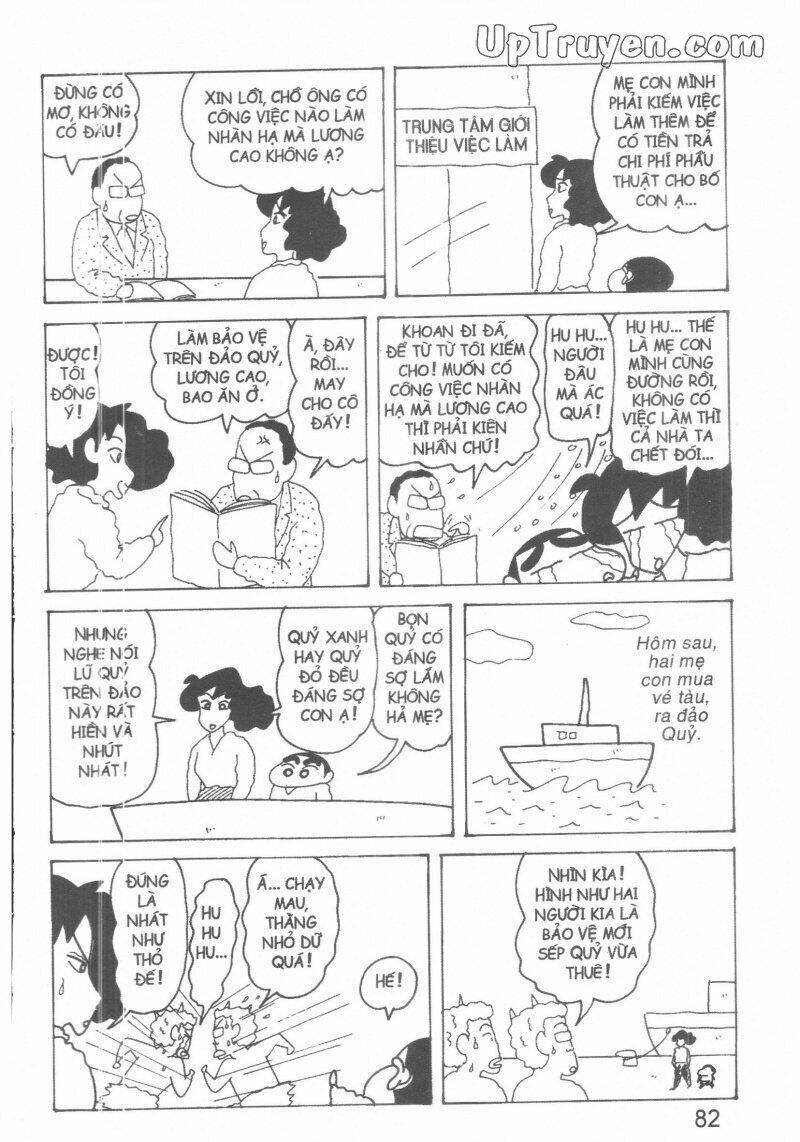 UpTruyen.com
MẸ CON MÌNH
PHẢI KIẾM VIỆC
LÀM THÊM ĐỂ
CÓ TIỀN TRẢ
CHI PHÍ PHẨU
THUẬT CHO BỐ
CON Ạ...
TRUNG TÂM GIỚI
THIỆU VIỆC LÀM
XIN LỖI, CHỖ ÔNG CÓ
CÔNG VIỆC NÀO LÀM
NHÀN HẠ MÀ LƯƠNG
CAO KHÔNG Ạ?
ĐỪNG CÓ
MƠ, KHÔNG
CÓ ĐÂU!
HU HU... THẾ
LÀ MẸ CON
MÌNH CÙNG
ĐƯỜNG RỒI,
KHÔNG CÓ
VIỆC LÀM THÌ
CẢ NHÀ TA
CHẾT ĐÓI...
HU HU...
NGƯỜI
ĐÂU
MÀ ÁC
QUÁ!
KHOAN ĐI ĐÃ,
ĐỂ TỪ TỪ TÔI KIẾM
CHO! MUỐN CÓ
CÔNG VIỆC NHÀN
HẠ MÀ LƯƠNG CAO
THÌ PHẢI KIÊN
NHẪN CHỨ!
À, ĐÂY
RỒI...
MAY
CHO CÔ
ĐẤY!
LÀM BẢO VỆ
TRÊN ĐẢO QUỶ,
LƯƠNG CAO,
BAO ĂN Ở.
ĐƯỢC!
TÔI
ĐỒNG
Ý!
Hôm sau,
hai mẹ
con mua
vé tàu,
ra đảo
Quỷ.
BỌN
QUỶ CÓ
ĐÁNG
SỢ LẮM
KHÔNG
HẢ MẸ?
QUỶ XANH
HAY QUỶ
ĐỎ ĐỀU
ĐÁNG SỢ
CON Ạ!
NHƯNG
NGHE NÓI
LŨ QUỶ
TRÊN ĐẢO
NÀY RẤT
HIỀN VÀ
NHÚT
NHÁT!
NHÌN KÌA!
HÌNH NHƯ HAI
NGƯỜI KIA LÀ
BẢO VỆ MỚI
SẾP QUỶ VỪA
THUÊ!
HẾ!
Á... CHẠY
MAU,
THẰNG
NHỎ DỮ
QUÁ!
HU
HU
HU...
ĐÚNG
LÀ
NHÁT
NHƯ
THỎ
ĐẾ!
82